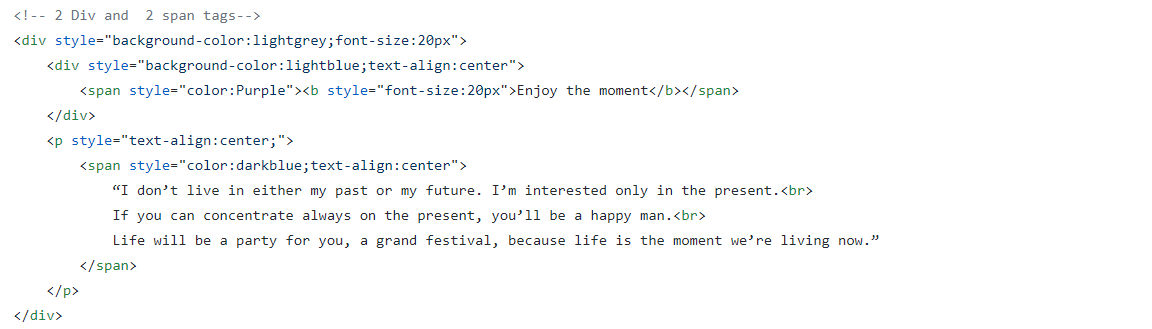 <!-- 2 Div and  2 span tags-->
<div style="background-color:lightgrey;font-size:20px">
    <div style="background-color:lightblue;text-align:center">
        <span style="color:Purple"><b style="font-size:20px">Enjoy the moment</b></span>
    </div>
    <p style="text-align:center;">
        <span style="color:darkblue;text-align:center">
            “I don’t live in either my past or my future. I’m interested only in the present.<br>
            If you can concentrate always on the present, you’ll be a happy man.<br>
            Life will be a party for you, a grand festival, because life is the moment we’re living now.”
        </span>
    </p>
</div>